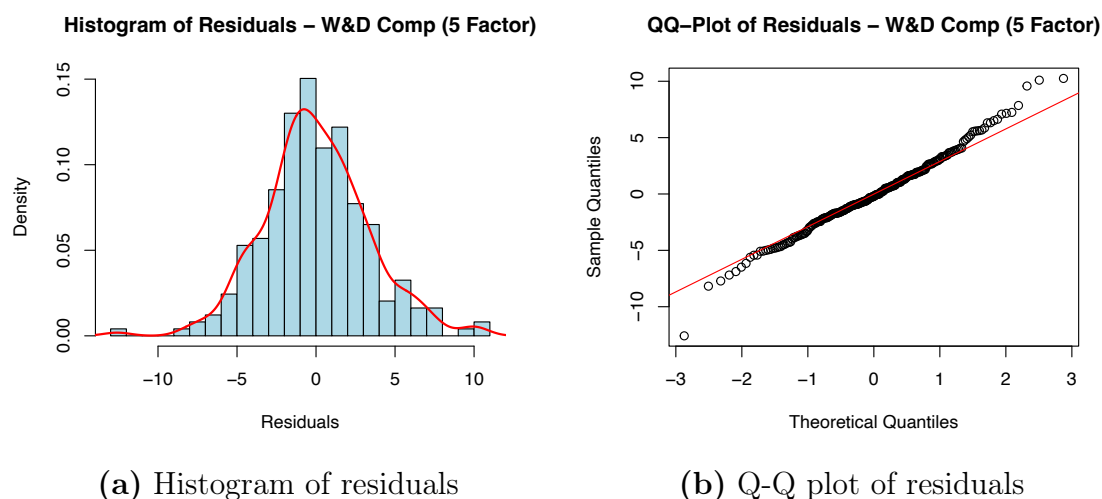 Histogram of Residuals – W&D Comp (5 Factor)
0.15
0.10
0.05
0.00
Density
−10 −5 0 5 10
Residuals
(a) Histogram of residuals
QQ–Plot of Residuals – W&D Comp (5 Factor)
10
5
0
−5
−10
Sample Quantiles
−3 −2 −1 0 1 2 3
Theoretical Quantiles
(b) Q-Q plot of residuals